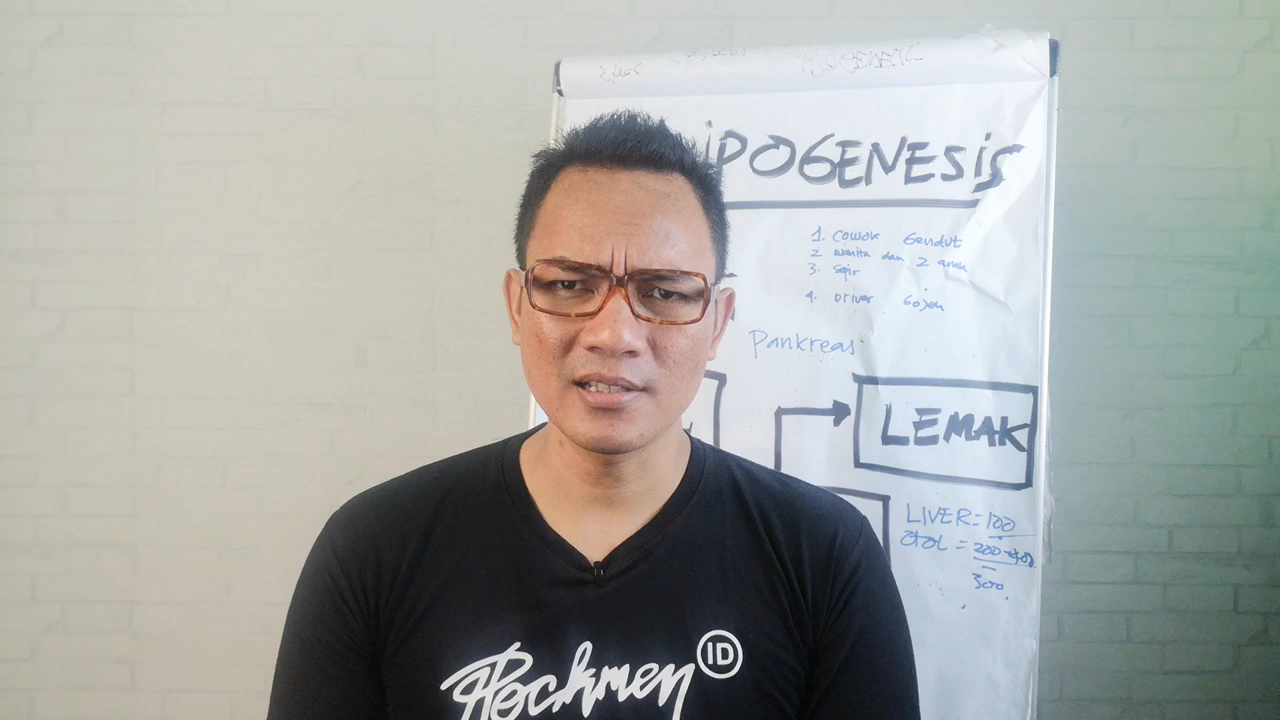 iPOGENESiS
1. Cowok Gendut
2 wanita dan 2 anak
3. Sopir
4. Driver Gojek
Pankreas
LEMAK
LIVER = 100
otot = 200-400
300
Rockmen ID